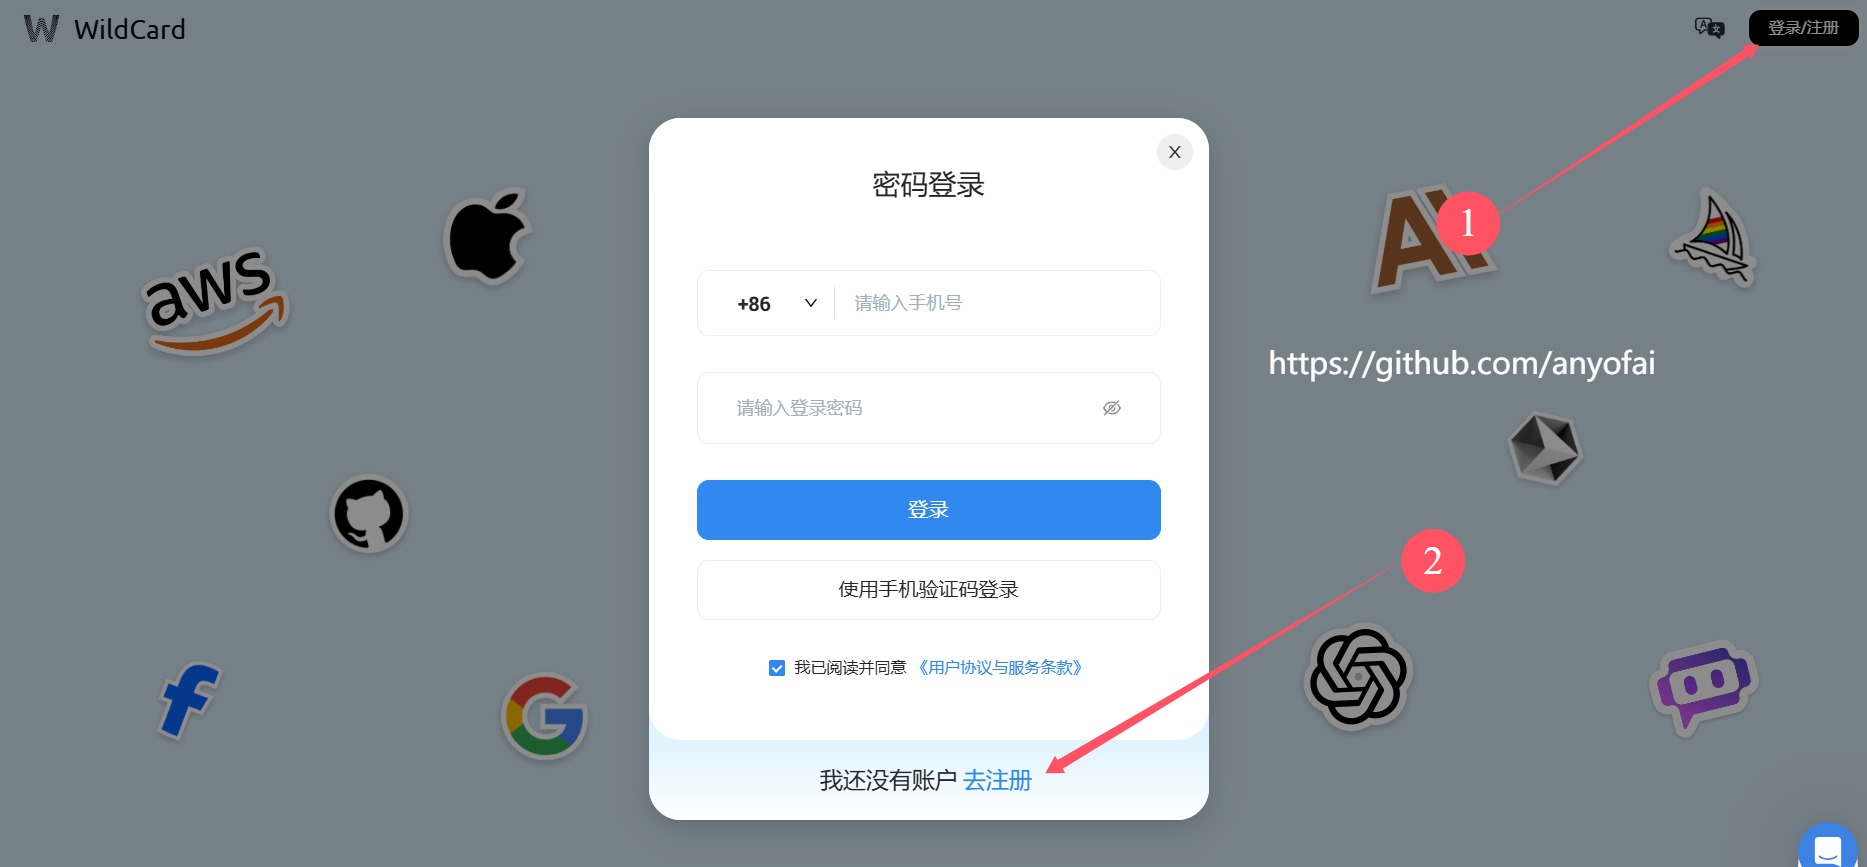 WildCard
登录/注册
密码登录
X
+86
请输入手机号
请输入登录密码
登录
使用手机验证码登录
我已阅读并同意 《用户协议与服务条款》
我还没有账户 去注册
1
2
https://github.com/anyofai
aws
AI
A 文